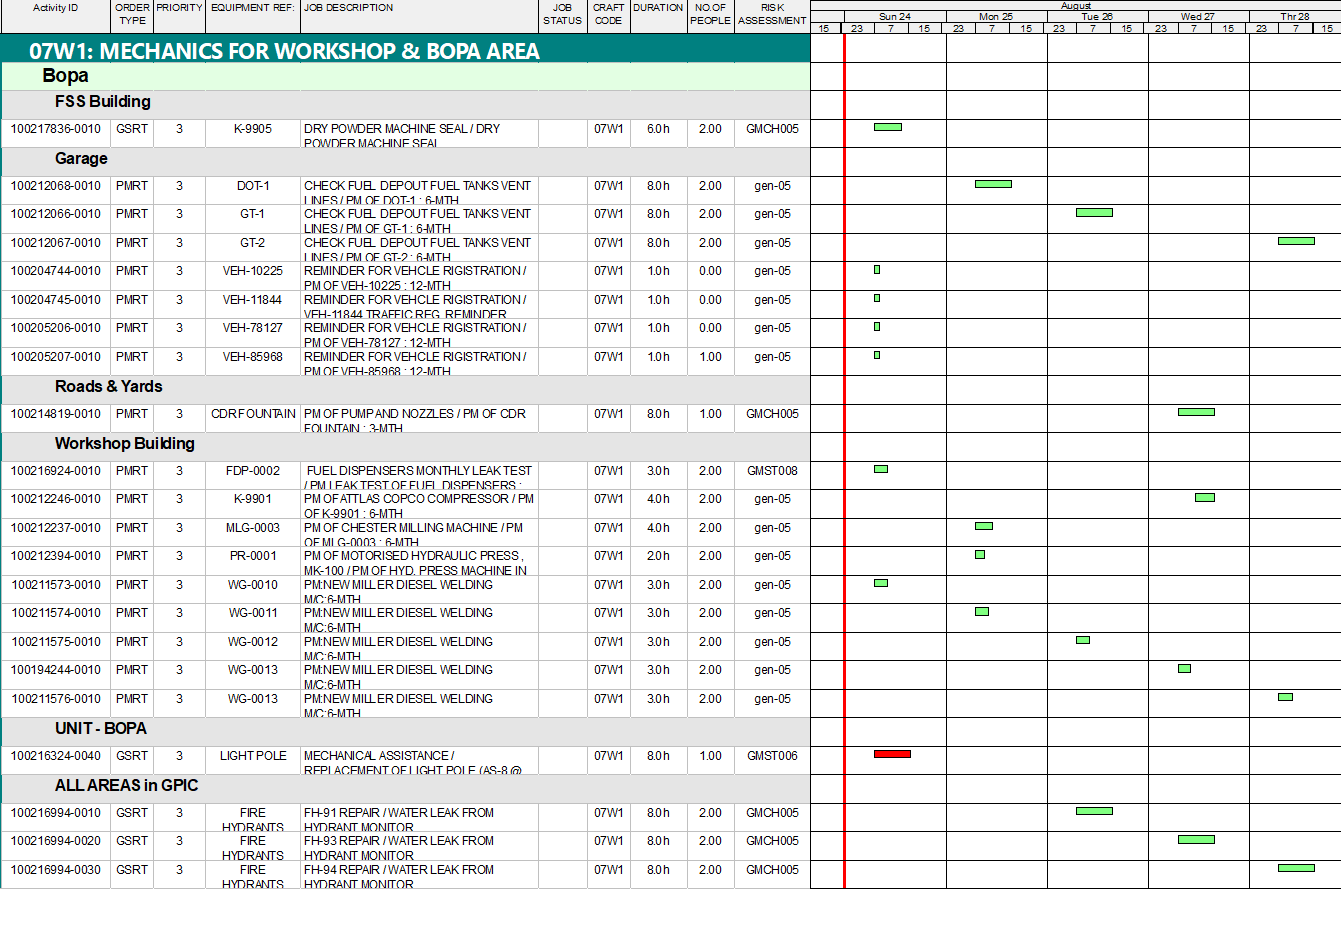 Activity ID ORDER TYPE PRIORITY EQUIPMENT REF: JOB DESCRIPTION JOB STATUS CRAFT CODE DURATION NO.OF PEOPLE RISK ASSESSMENT
August
Sun 24 Mon 25 Tue 26 Wed 27 Thr 28
15 23 7 15 23 7 15 23 7 15 23 7 15 23 7 15
07W1: MECHANICS FOR WORKSHOP & BOPA AREA
Bopa
FSS Building
100217836-0010 GSRT 3 K-9905 DRY POWDER MACHINE SEAL / DRY 07W1 6.0 h 2.00 GMCH005
POWDER MACHINE SEAL
Garage
100212068-0010 PMRT 3 DOT-1 CHECK FUEL DEPOUT FUEL TANKS VENT 07W1 8.0 h 2.00 gen-05
LINES / PM OF DOT-1 : 6-MTH
100212066-0010 PMRT 3 GT-1 CHECK FUEL DEPOUT FUEL TANKS VENT 07W1 8.0 h 2.00 gen-05
LINES / PM OF GT-1 : 6-MTH
100212067-0010 PMRT 3 GT-2 CHECK FUEL DEPOUT FUEL TANKS VENT 07W1 8.0 h 2.00 gen-05
LINES / PM OF GT-2 : 6-MTH
100204744-0010 PMRT 3 VEH-10225 REMINDER FOR VEHCLE RIGISTRATION / 07W1 1.0 h 0.00 gen-05
PM OF VEH-10225 : 12-MTH
100204745-0010 PMRT 3 VEH-11844 REMINDER FOR VEHCLE RIGISTRATION / 07W1 1.0 h 0.00 gen-05
VEH-11844 TRAFFIC REG. REMINDER
100205206-0010 PMRT 3 VEH-78127 REMINDER FOR VEHCLE RIGISTRATION / 07W1 1.0 h 0.00 gen-05
PM OF VEH-78127 : 12-MTH
100205207-0010 PMRT 3 VEH-85968 REMINDER FOR VEHCLE RIGISTRATION / 07W1 1.0 h 1.00 gen-05
PM OF VEH-85968 : 12-MTH
Roads & Yards
100214819-0010 PMRT 3 CDR FOUNTAIN PM OF PUMP AND NOZZLES / PM OF CDR 07W1 8.0 h 1.00 GMCH005
FOUNTAIN : 3-MTH
Workshop Building
100216924-0010 PMRT 3 FDP-0002 FUEL DISPENSERS MONTHLY LEAK TEST 07W1 3.0 h 2.00 GMST008
/ PM LEAK TEST OF FUEL DISPENSERS :
100212246-0010 PMRT 3 K-9901 PM OF ATTLAS COPCO COMPRESSOR / PM 07W1 4.0 h 2.00 gen-05
OF K-9901 : 6-MTH
100212237-0010 PMRT 3 MLG-0003 PM OF CHESTER MILLING MACHINE / PM 07W1 4.0 h 2.00 gen-05
OF MLG-0003 : 6-MTH
100212394-0010 PMRT 3 PR-0001 PM OF MOTORISED HYDRAULIC PRESS , 07W1 2.0 h 2.00 gen-05
MK-100 / PM OF HYD. PRESS MACHINE IN
100211573-0010 PMRT 3 WG-0010 PM:NEW MILLER DIESEL WELDING 07W1 3.0 h 2.00 gen-05
M/C:6-MTH
100211574-0010 PMRT 3 WG-0011 PM:NEW MILLER DIESEL WELDING 07W1 3.0 h 2.00 gen-05
M/C:6-MTH
100211575-0010 PMRT 3 WG-0012 PM:NEW MILLER DIESEL WELDING 07W1 3.0 h 2.00 gen-05
M/C:6-MTH
100194244-0010 PMRT 3 WG-0013 PM:NEW MILLER DIESEL WELDING 07W1 3.0 h 2.00 gen-05
M/C:6-MTH
100211576-0010 PMRT 3 WG-0013 PM:NEW MILLER DIESEL WELDING 07W1 3.0 h 2.00 gen-05
M/C:6-MTH
UNIT - BOPA
100216324-0040 GSRT 3 LIGHT POLE MECHANICAL ASSISTANCE / 07W1 8.0 h 1.00 GMST006
REPLACEMENT OF LIGHT POLE (AS-8 @
ALL AREAS in GPIC
100216994-0010 GSRT 3 FIRE FH-91 REPAIR / WATER LEAK FROM 07W1 8.0 h 2.00 GMCH005
HYDRANTS HYDRANT MONITOR
100216994-0020 GSRT 3 FIRE FH-93 REPAIR / WATER LEAK FROM 07W1 8.0 h 2.00 GMCH005
HYDRANTS HYDRANT MONITOR
100216994-0030 GSRT 3 FIRE FH-94 REPAIR / WATER LEAK FROM 07W1 8.0 h 2.00 GMCH005
HYDRANTS HYDRANT MONITOR